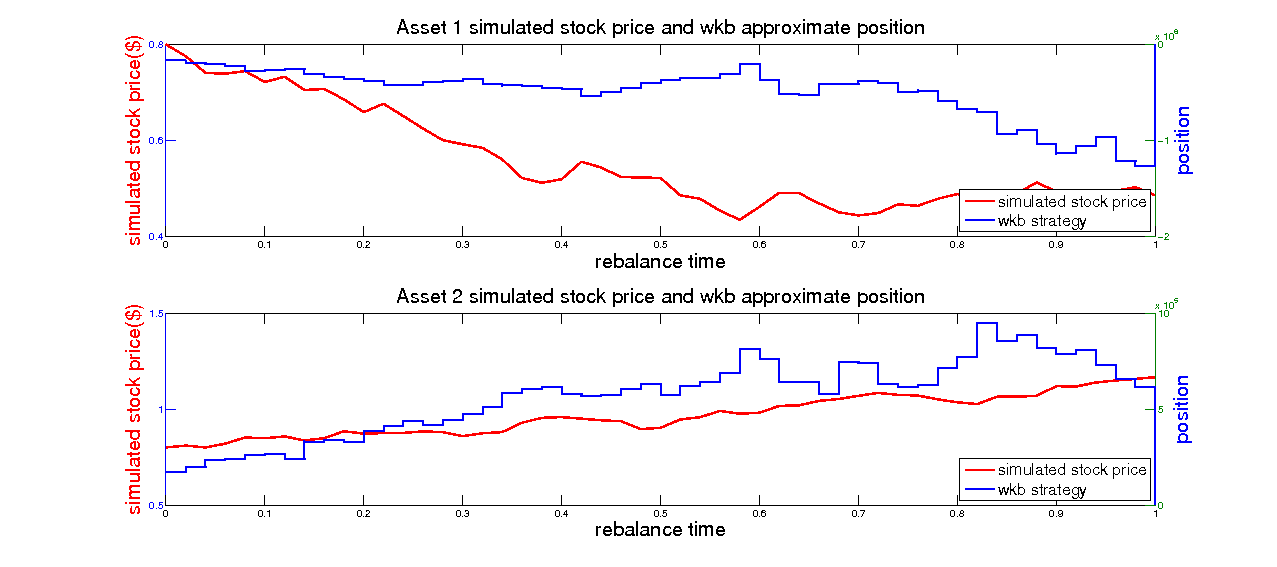 Asset 1 simulated stock price and wkb approximate position
simulated stock price($)
0.8
0.6
0.4
0 0.1 0.2 0.3 0.4 0.5 0.6 0.7 0.8 0.9 1
rebalance time
0
-1
-2
position
simulated stock price
wkb strategy
Asset 2 simulated stock price and wkb approximate position
simulated stock price($)
1.5
1
0.5
0 0.1 0.2 0.3 0.4 0.5 0.6 0.7 0.8 0.9 1
rebalance time
10
5
0
position
simulated stock price
wkb strategy